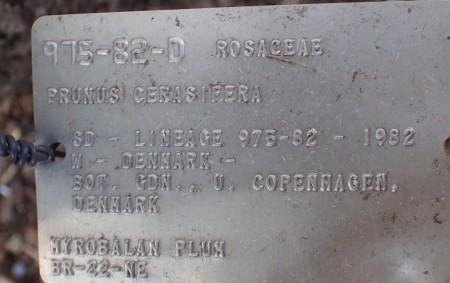 975-82-D ROSACEAE
PRUNUS CERASIFERA
SD - LINEAGE 975-82 - 1982
W - DENMARK -
BOT. GDN., U. COPENHAGEN,
DENMARK
MYROBALAN PLUM
BR-22-NE